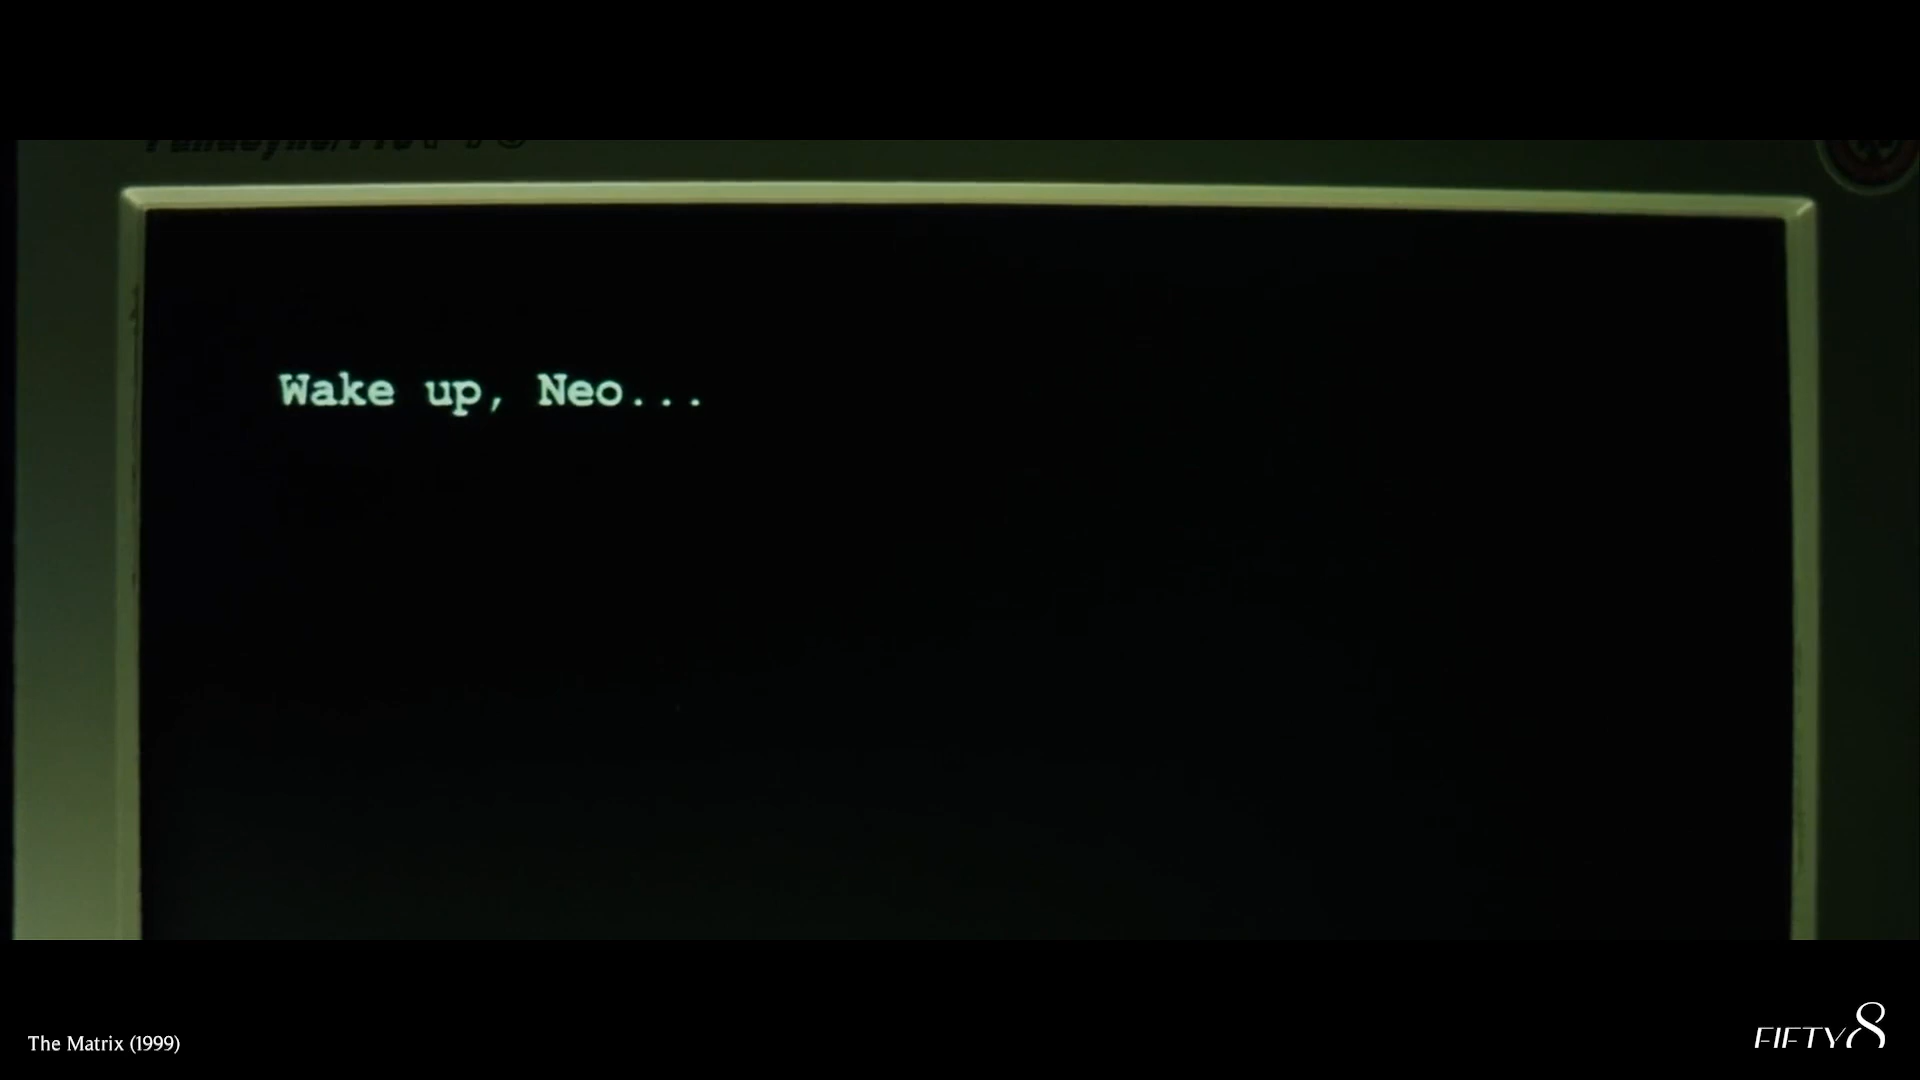 Wake up, Neo...
The Matrix (1999)
FIFTY8